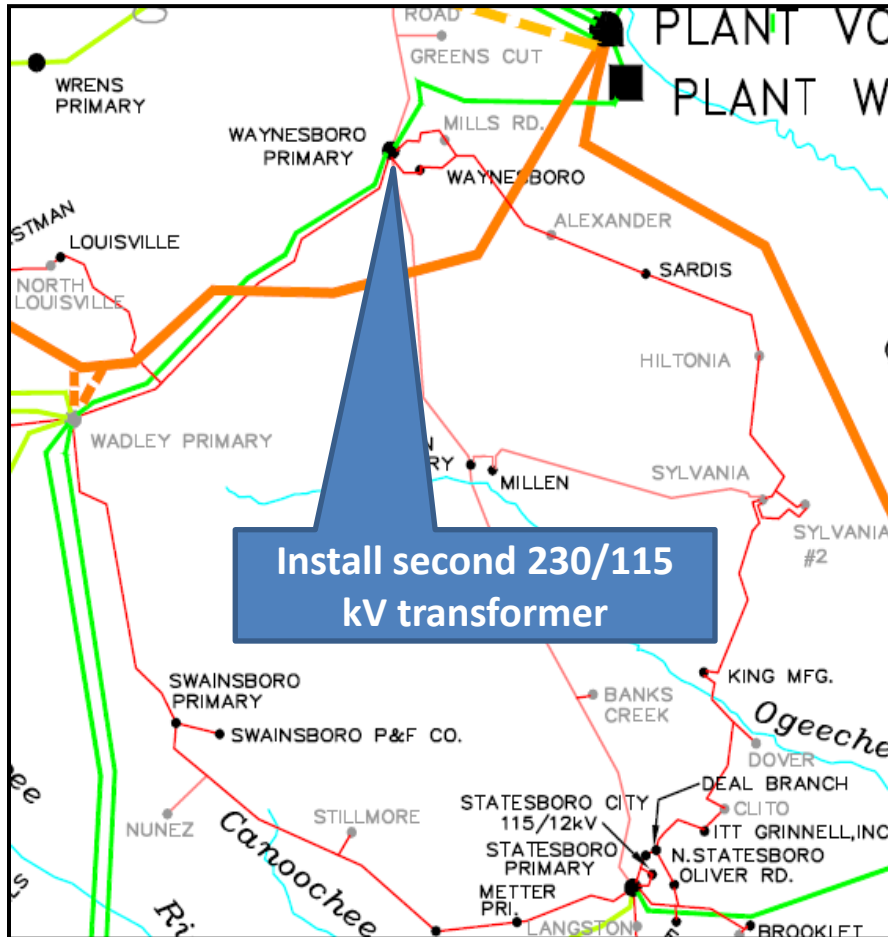 ROAD
GREENS CUT
PLANT VO
PLANT W
WRENS
PRIMARY
WAYNESBORO
PRIMARY
MILLS RD.
WAYNESBORO
ALEXANDER
STMAN
LOUISVILLE
NORTH
LOUISVILLE
SARDIS
HILTONIA
WADLEY PRIMARY
N
RY
MILLEN
SYLVANIA
SYLVANIA
#2
Install second 230/115
kV transformer
KING MFG.
SWAINSBORO
PRIMARY
SWAINSBORO P&F CO.
BANKS
CREEK
Ogeeche
DOVER
DEAL BRANCH
STATESBORO CITY
115/12kV
CLITO
ITT GRINNELL,INC
NUNEZ
STILLMORE
Canoochee
STATESBORO
PRIMARY
N.STATESBORO
OLIVER RD.
METTER
PRI.
LANGSTON
BROOKLET
ee
Ri